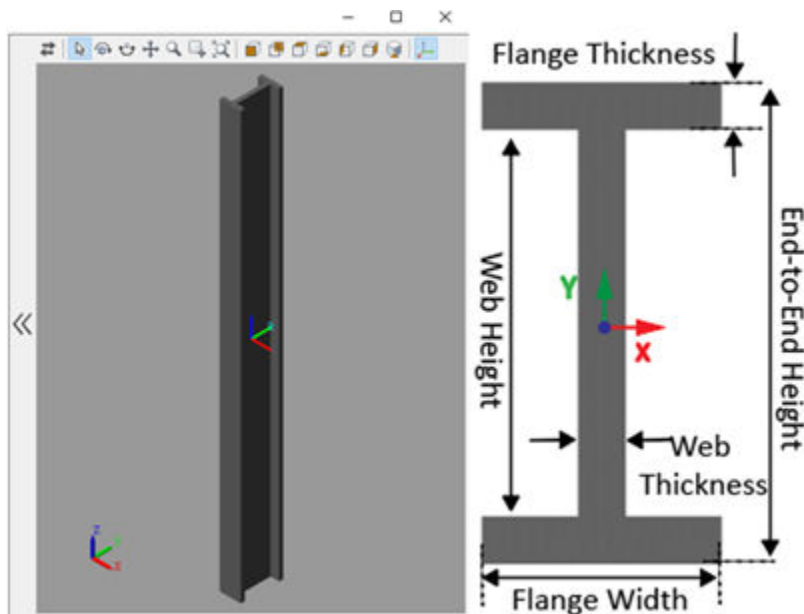 Flange Thickness
Web Height
End-to-End Height
Y
X
Web
Thickness
Flange Width
Z
X